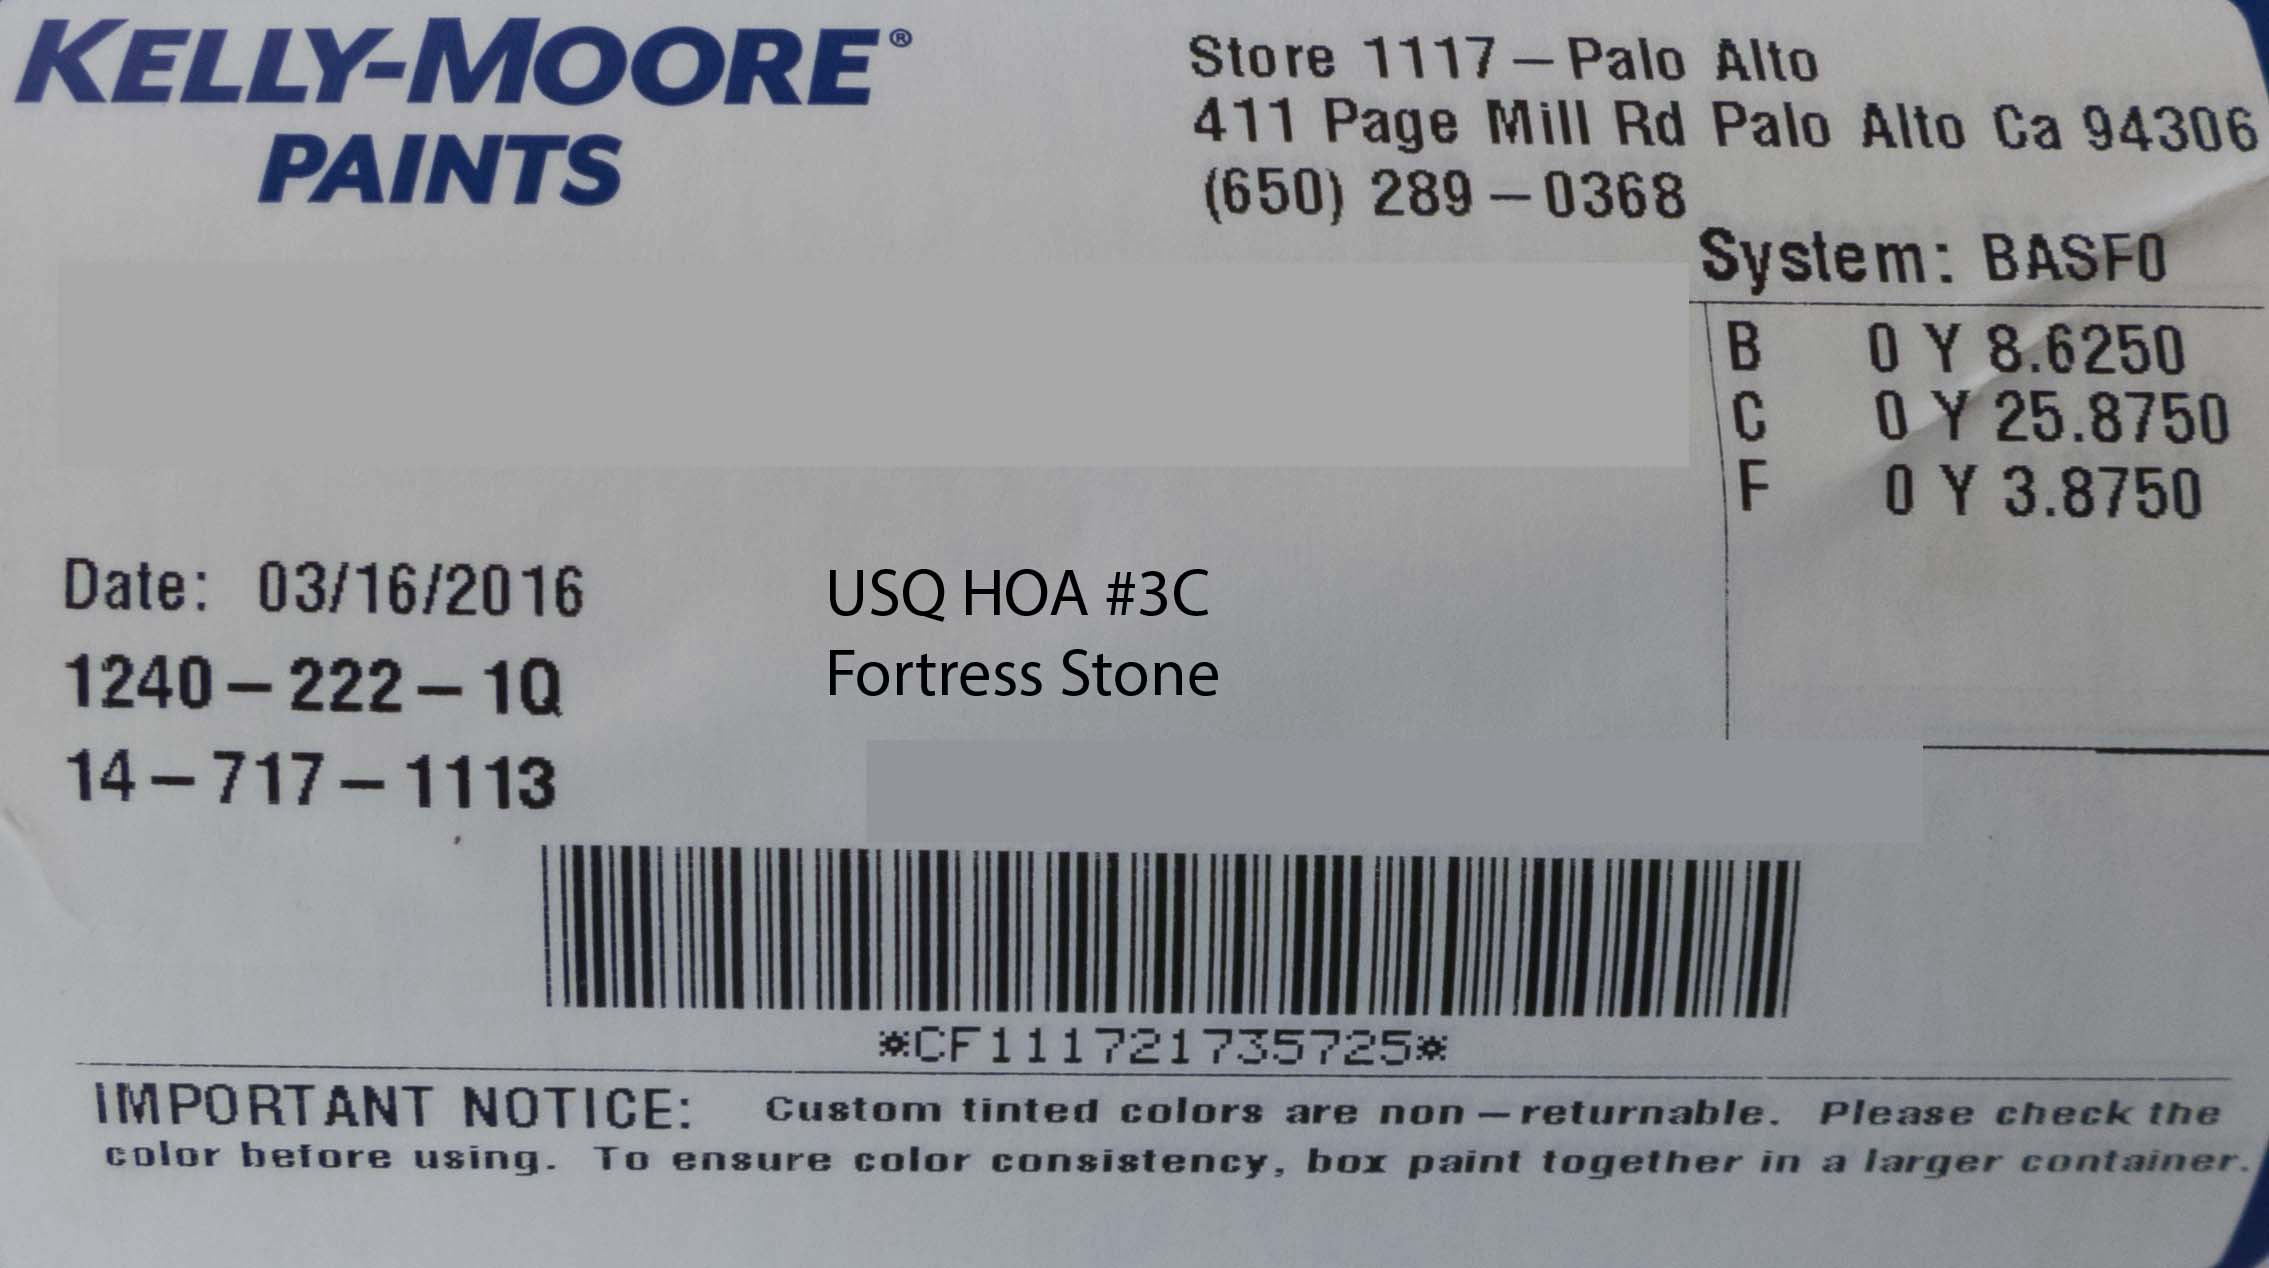 KELLY-MOORE®
PAINTS
Store 1117-Palo Alto
411 Page Mill Rd Palo Alto Ca 94306
(650) 289-0368
System: BASF0
B 0 Y 8.6250
C 0 Y 25.8750
F 0 Y 3.8750
Date: 03/16/2016
USQ HOA #3C
1240-222-1Q
Fortress Stone
14-717-1113
*CF111721735725*
IMPORTANT NOTICE: Custom tinted colors are non-returnable. Please check the
color before using. To ensure color consistency, box paint together in a larger container.